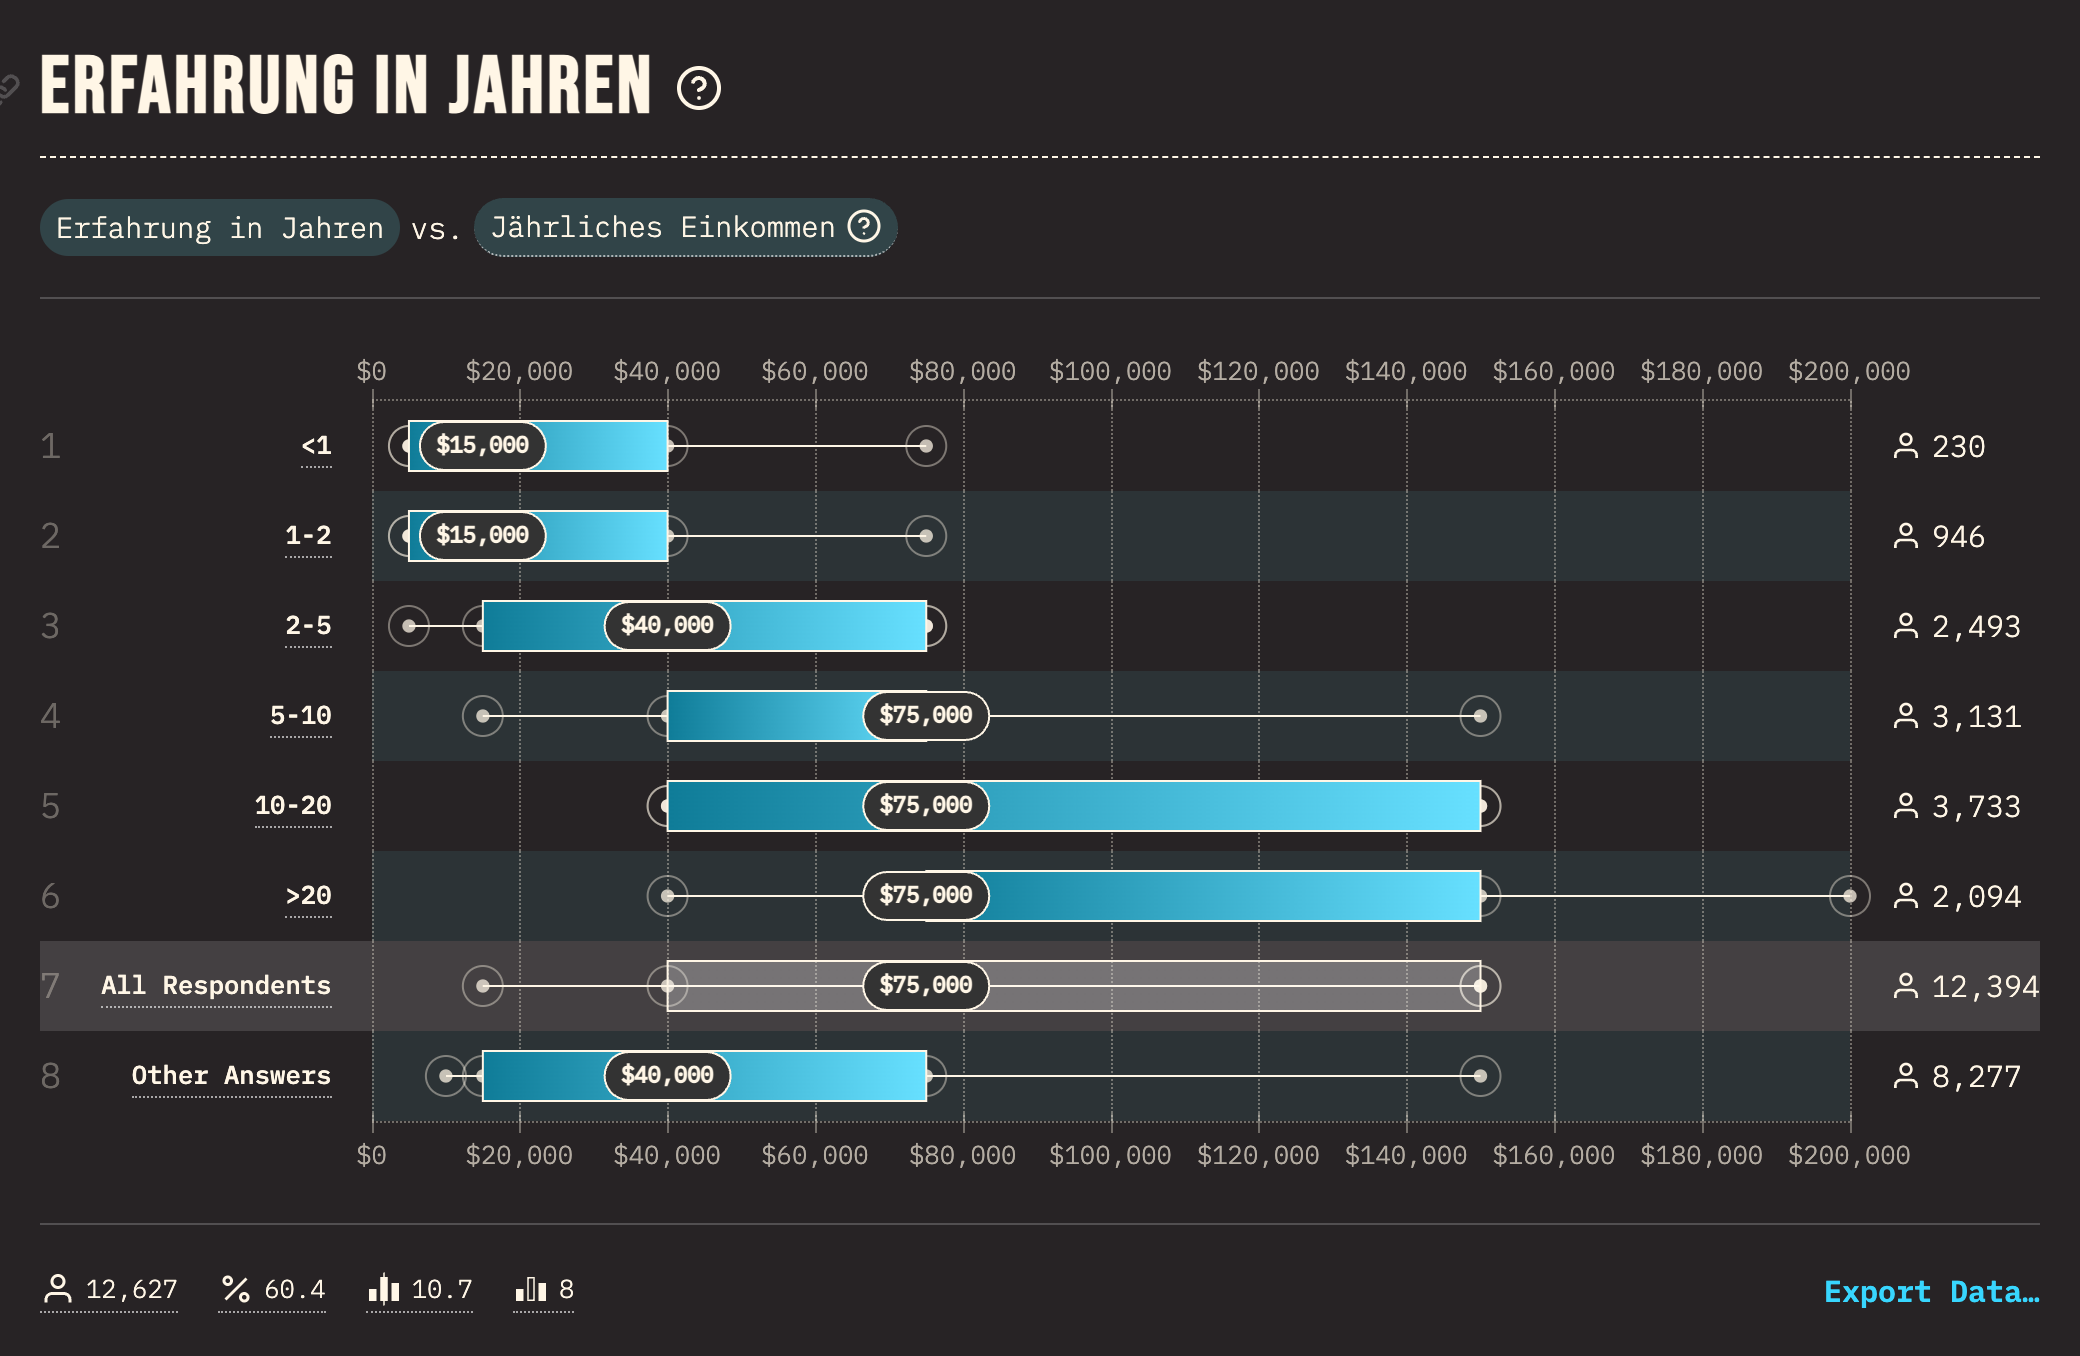 ERFAHRUNG IN JAHREN
Erfahrung in Jahren vs. Jährliches Einkommen
$0 $20,000 $40,000 $60,000 $80,000 $100,000 $120,000 $140,000 $160,000 $180,000 $200,000
1 <1 $15,000 230
2 1-2 $15,000 946
3 2-5 $40,000 2,493
4 5-10 $75,000 3,131
5 10-20 $75,000 3,733
6 >20 $75,000 2,094
7 All Respondents $75,000 12,394
8 Other Answers $40,000 8,277
$0 $20,000 $40,000 $60,000 $80,000 $100,000 $120,000 $140,000 $160,000 $180,000 $200,000
12,627 % 60.4 10.7 8 Export Data…